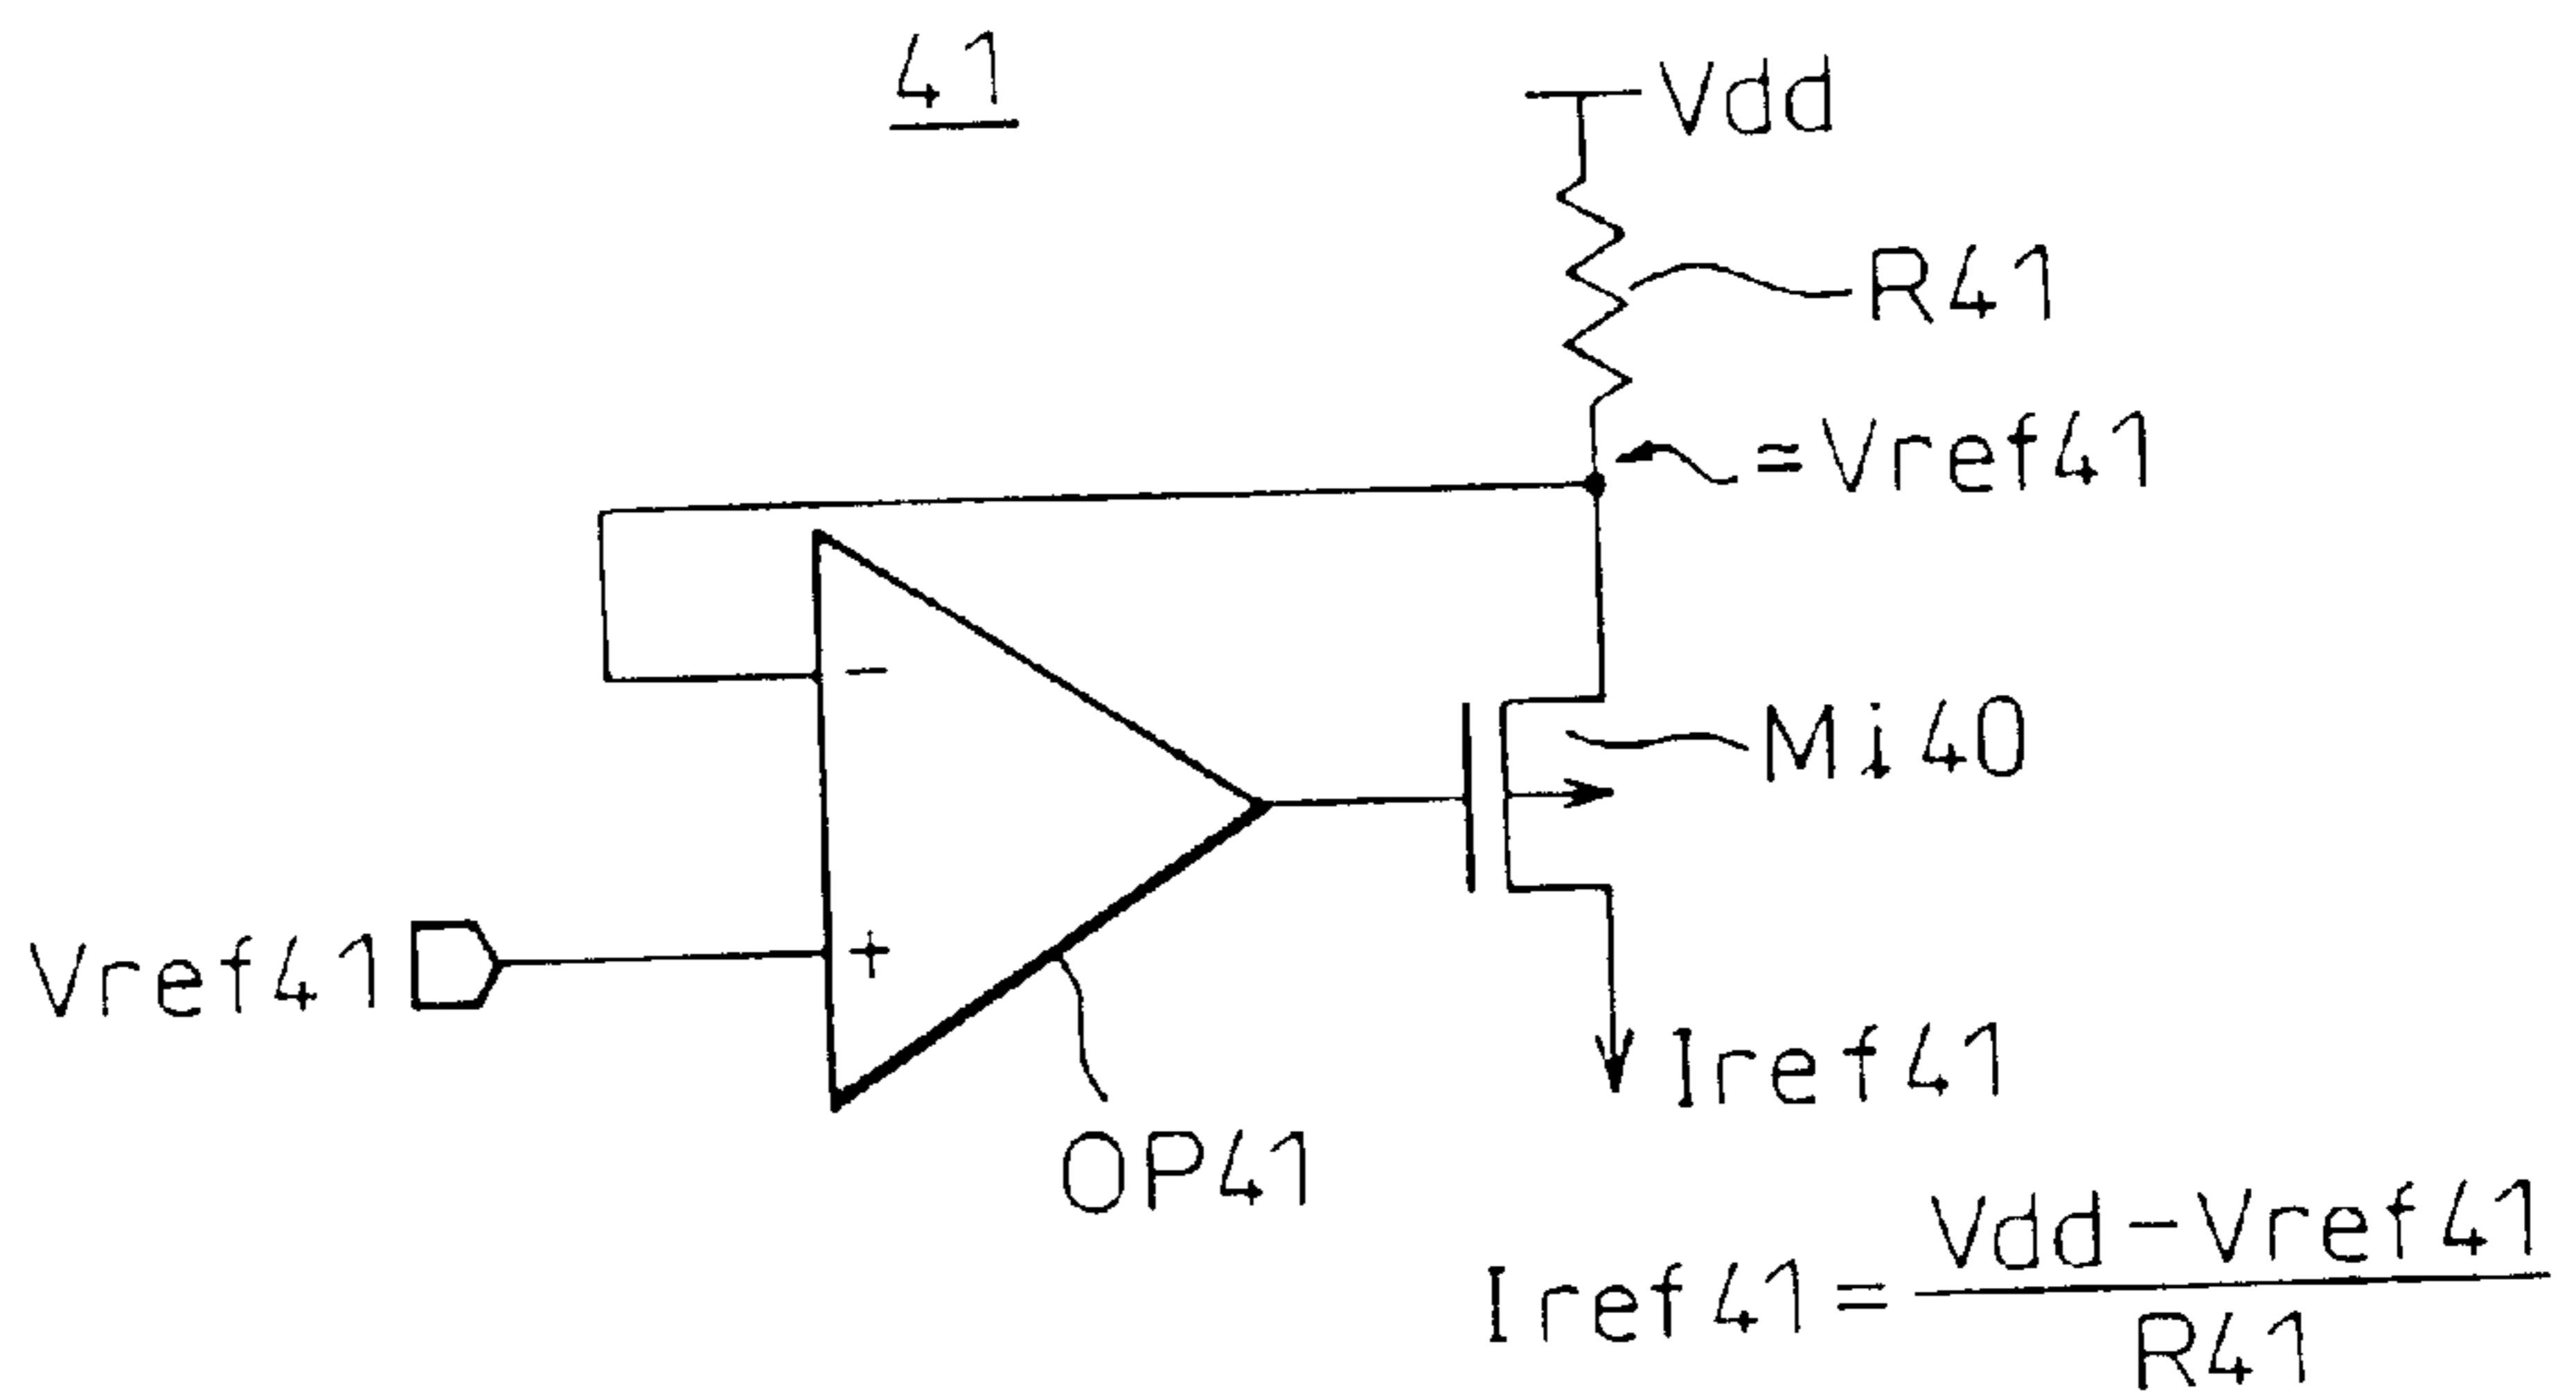 41
Vdd
R41
≃Vref41
−
Mi40
Vref41
+
Iref41
OP41
Iref41 = Vdd − Vref41
R41